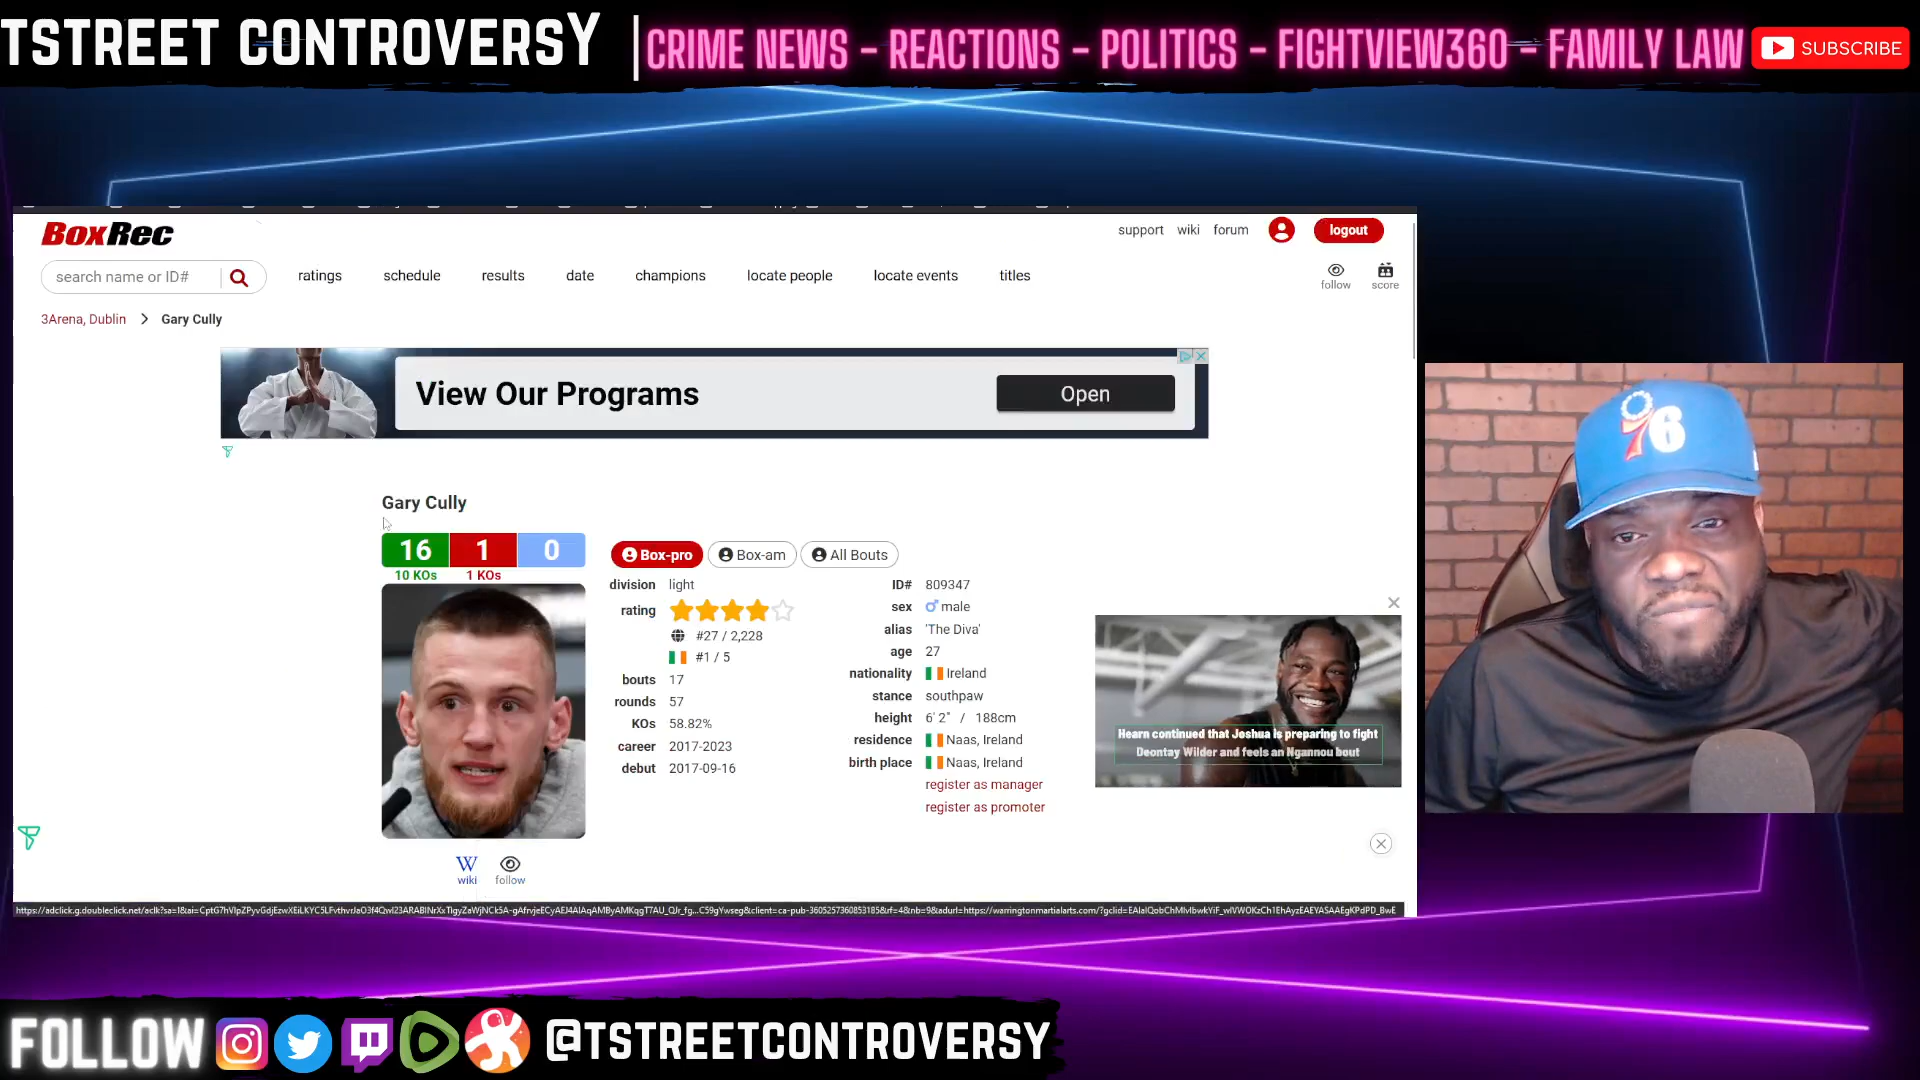 TSTREET CONTROVERSY
CRIME NEWS - REACTIONS - POLITICS - FIGHTVIEW360 - FAMILY LAW
SUBSCRIBE
BoxRec
support wiki forum
logout
search name or ID#
ratings schedule results date champions locate people locate events titles
follow score
3Arena, Dublin > Gary Cully
View Our Programs
Open
Gary Cully
16 1 0
10 KOs 1 KOs
Box-pro Box-am All Bouts
division light
rating
#27 / 2,228
#1 / 5
bouts 17
rounds 57
KOs 58.82%
career 2017-2023
debut 2017-09-16
ID# 809347
sex male
alias 'The Diva'
age 27
nationality Ireland
stance southpaw
height 6' 2" / 188cm
residence Naas, Ireland
birth place Naas, Ireland
register as manager
register as promoter
Hearn continued that Joshua is preparing to fight
Deontay Wilder and feels an Ngannou bout
76
W
wiki follow
FOLLOW @TSTREETCONTROVERSY